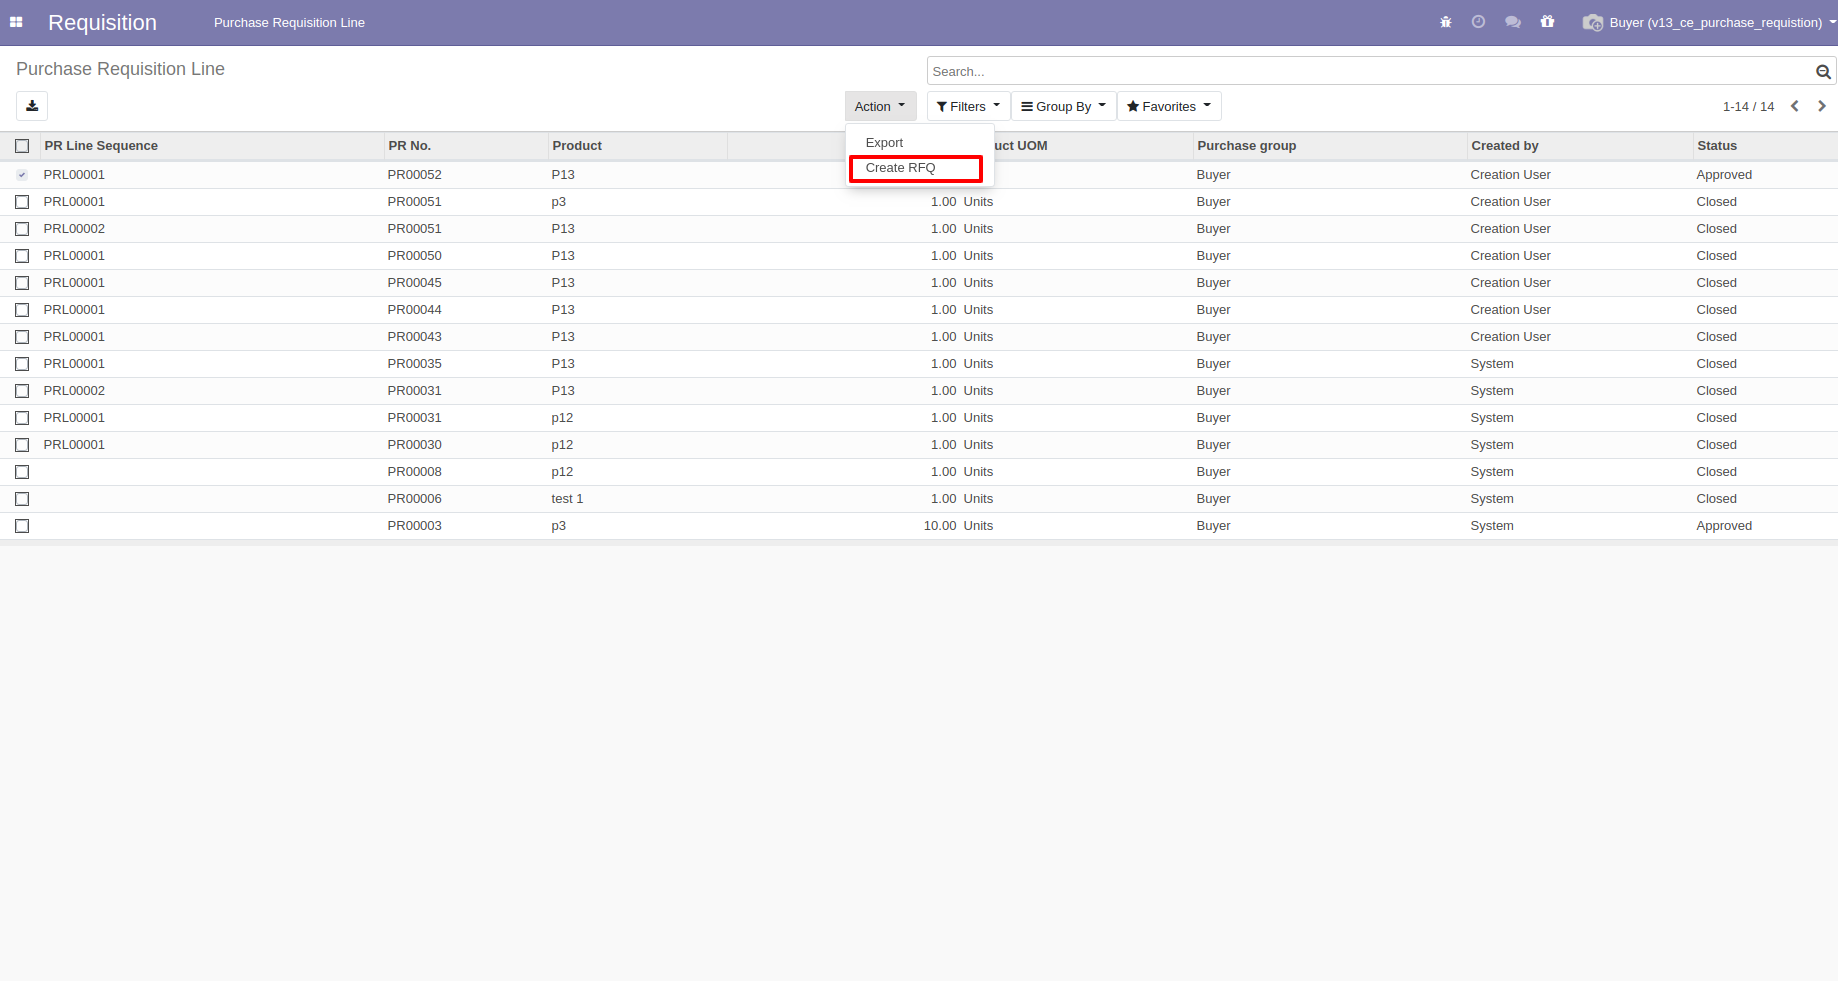 Requisition Purchase Requisition Line Buyer (v13_ce_purchase_requistion)
Purchase Requisition Line Search...
Action Filters Group By Favorites 1-14 / 14
Export
Create RFQ
PR Line Sequence PR No. Product uct UOM Purchase group Created by Status
PRL00001 PR00052 P13 Buyer Creation User Approved
PRL00001 PR00051 p3 1.00 Units Buyer Creation User Closed
PRL00002 PR00051 P13 1.00 Units Buyer Creation User Closed
PRL00001 PR00050 P13 1.00 Units Buyer Creation User Closed
PRL00001 PR00045 P13 1.00 Units Buyer Creation User Closed
PRL00001 PR00044 P13 1.00 Units Buyer Creation User Closed
PRL00001 PR00043 P13 1.00 Units Buyer Creation User Closed
PRL00001 PR00035 P13 1.00 Units Buyer System Closed
PRL00002 PR00031 P13 1.00 Units Buyer System Closed
PRL00001 PR00031 p12 1.00 Units Buyer System Closed
PRL00001 PR00030 p12 1.00 Units Buyer System Closed
PR00008 p12 1.00 Units Buyer System Closed
PR00006 test 1 1.00 Units Buyer System Closed
PR00003 p3 10.00 Units Buyer System Approved